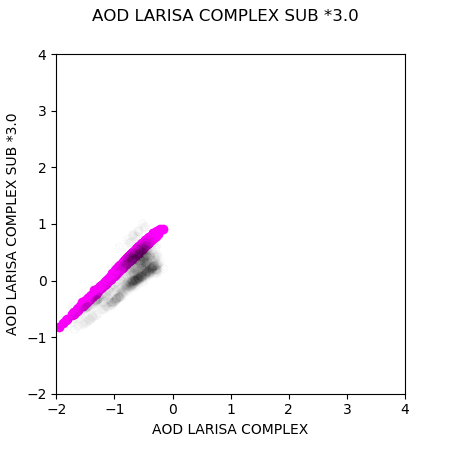 AOD LARISA COMPLEX SUB *3.0
AOD LARISA COMPLEX SUB *3.0
4
3
2
1
0
−1
−2
−2 −1 0 1 2 3 4
AOD LARISA COMPLEX